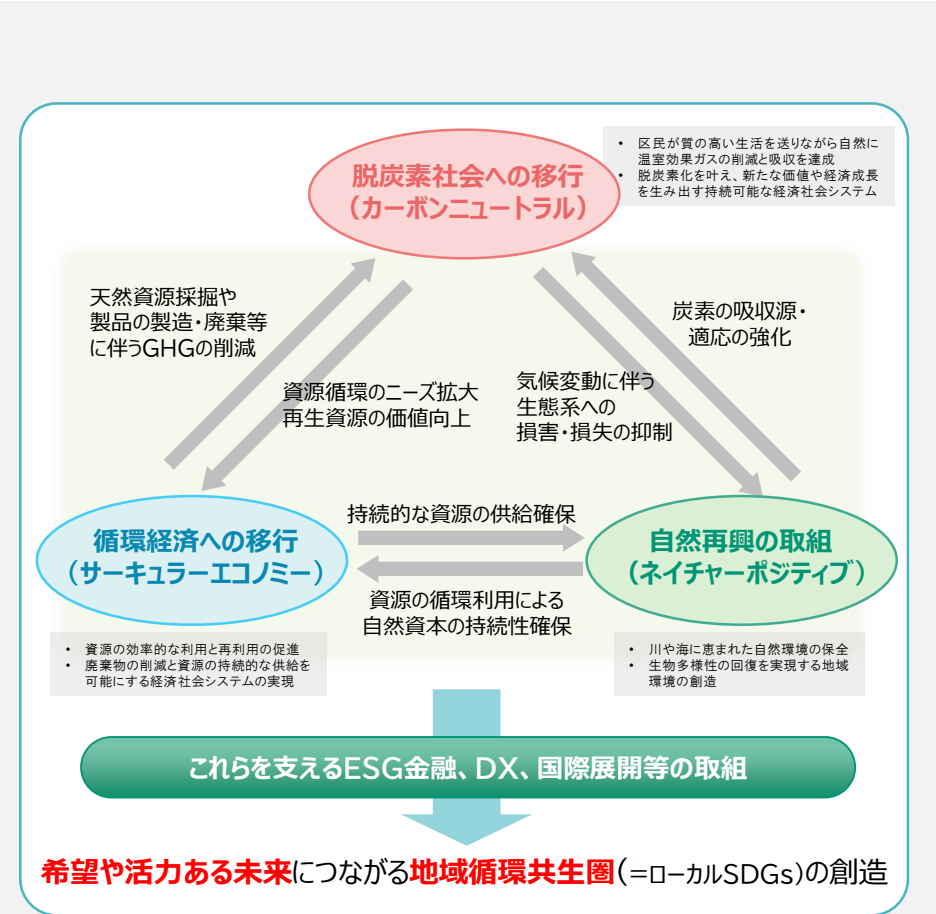 脱炭素社会への移行
（カーボンニュートラル）
• 区民が質の高い生活を送りながら自然に
温室効果ガスの削減と吸収を達成
• 脱炭素化を叶え、新たな価値や経済成長
を生み出す持続可能な経済社会システム
天然資源採掘や
製品の製造・廃棄等
に伴うGHGの削減
炭素の吸収源・
適応の強化
資源循環のニーズ拡大
再生資源の価値向上
気候変動に伴う
生態系への
損害・損失の抑制
循環経済への移行
（サーキュラーエコノミー）
持続的な資源の供給確保
自然再興の取組
（ネイチャーポジティブ）
資源の循環利用による
自然資本の持続性確保
• 資源の効率的な利用と再利用の促進
• 廃棄物の削減と資源の持続的な供給を
可能にする経済社会システムの実現
• 川や海に恵まれた自然環境の保全
• 生物多様性の回復を実現する地域
環境の創造
これらを支えるESG金融、DX、国際展開等の取組
希望や活力ある未来につながる地域循環共生圏(=ローカルSDGs)の創造